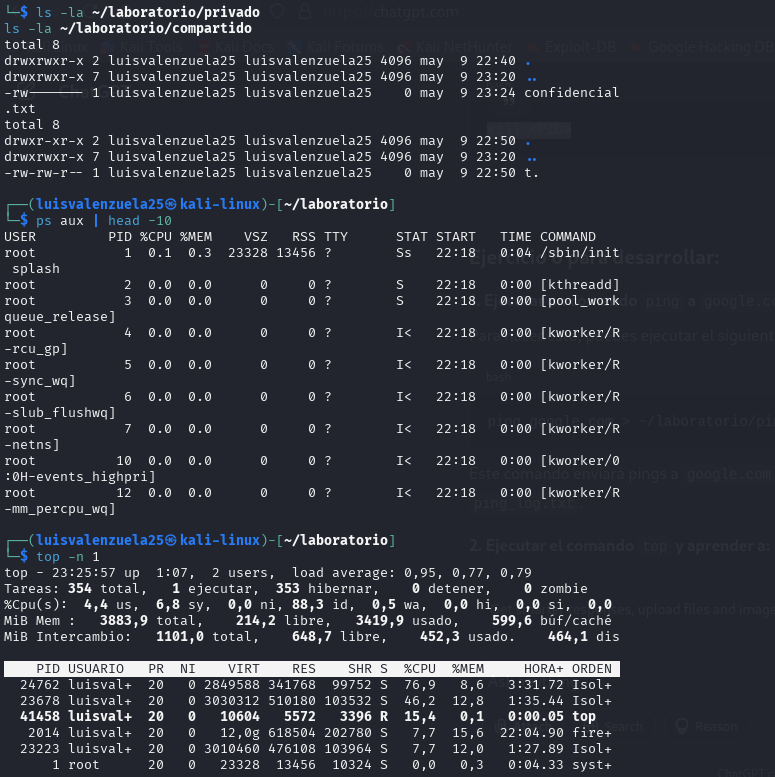 └─$ ls -la ~/laboratorio/privado
ls -la ~/laboratorio/compartido
total 8
drwxrwxr-x 2 luisvalenzuela25 luisvalenzuela25 4096 may  9 22:40 .
drwxrwxr-x 7 luisvalenzuela25 luisvalenzuela25 4096 may  9 23:20 ..
-rw------- 1 luisvalenzuela25 luisvalenzuela25    0 may  9 23:24 confidencial
.txt
total 8
drwxr-xr-x 2 luisvalenzuela25 luisvalenzuela25 4096 may  9 22:50 .
drwxrwxr-x 7 luisvalenzuela25 luisvalenzuela25 4096 may  9 23:20 ..
-rw-rw-r-- 1 luisvalenzuela25 luisvalenzuela25    0 may  9 22:50 t.
┌──(luisvalenzuela25㉿kali-linux)-[~/laboratorio]
└─$ ps aux | head -10
USER         PID %CPU %MEM    VSZ   RSS TTY      STAT START   TIME COMMAND
root           1  0.1  0.3  23328 13456 ?        Ss   22:18   0:04 /sbin/init
 splash
root           2  0.0  0.0      0     0 ?        S    22:18   0:00 [kthreadd]
root           3  0.0  0.0      0     0 ?        S    22:18   0:00 [pool_work
queue_release]
root           4  0.0  0.0      0     0 ?        I<   22:18   0:00 [kworker/R
-rcu_gp]
root           5  0.0  0.0      0     0 ?        I<   22:18   0:00 [kworker/R
-sync_wq]
root           6  0.0  0.0      0     0 ?        I<   22:18   0:00 [kworker/R
-slub_flushwq]
root           7  0.0  0.0      0     0 ?        I<   22:18   0:00 [kworker/R
-netns]
root          10  0.0  0.0      0     0 ?        I<   22:18   0:00 [kworker/0
:0H-events_highpri]
root          12  0.0  0.0      0     0 ?        I<   22:18   0:00 [kworker/R
-mm_percpu_wq]
┌──(luisvalenzuela25㉿kali-linux)-[~/laboratorio]
└─$ top -n 1
top - 23:25:57 up  1:07,  2 users,  load average: 0,95, 0,77, 0,79
Tareas: 354 total,   1 ejecutar, 353 hibernar,   0 detener,   0 zombie
%Cpu(s):  4,4 us,  6,8 sy,  0,0 ni, 88,3 id,  0,5 wa,  0,0 hi,  0,0 si,  0,0
MiB Mem :   3883,9 total,    214,2 libre,   3419,9 usado,    599,6 búf/caché
MiB Intercambio:   1101,0 total,    648,7 libre,    452,3 usado.    464,1 dis
    PID USUARIO   PR  NI    VIRT    RES    SHR S  %CPU  %MEM     HORA+ ORDEN
  24762 luisval+  20   0 2849588 341768  99752 S  76,9   8,6   3:31.72 Isol+
  23678 luisval+  20   0 3030312 510180 103532 S  46,2  12,8   1:35.44 Isol+
  41458 luisval+  20   0   10604   5572   3396 R  15,4   0,1   0:00.05 top
   2014 luisval+  20   0   12,0g 618504 202780 S   7,7  15,6  22:04.90 fire+
  23223 luisval+  20   0 3010460 476108 103964 S   7,7  12,0   1:27.89 Isol+
      1 root      20   0   23328  13456  10324 S   0,0   0,3   0:04.33 syst+